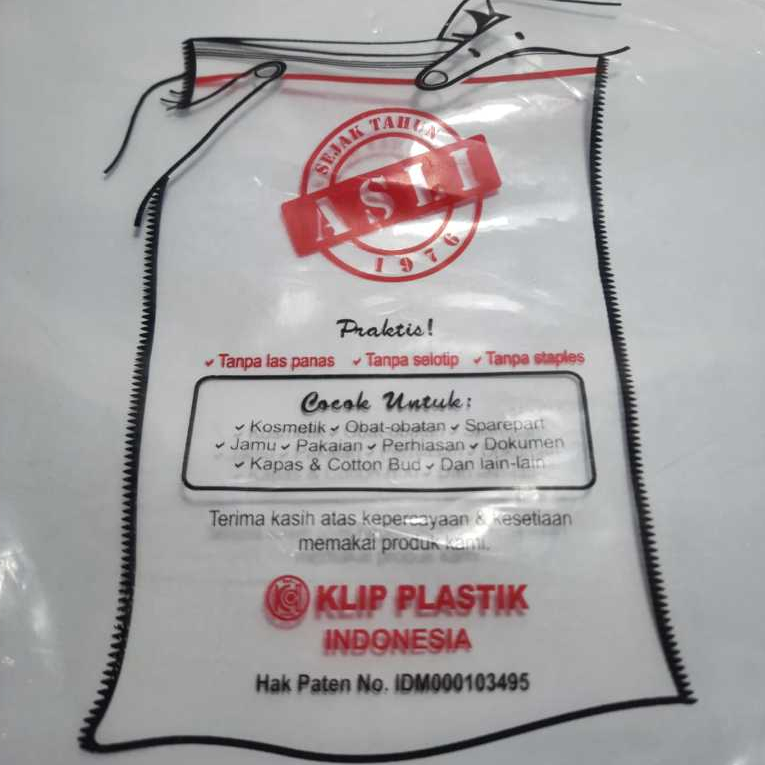 SEJAK TAHUN
ASLI
1976
Praktis!
✓ Tanpa las panas ✓ Tanpa selotip ✓ Tanpa staples
Cocok Untuk:
✓ Kosmetik ✓ Obat-obatan ✓ Sparepart
✓ Jamu ✓ Pakaian ✓ Perhiasan ✓ Dokumen
✓ Kapas & Cotton Bud ✓ Dan lain-lain
Terima kasih atas kepercayaan & kesetiaan
memakai produk kami.
KLIP PLASTIK
INDONESIA
Hak Paten No. IDM000103495